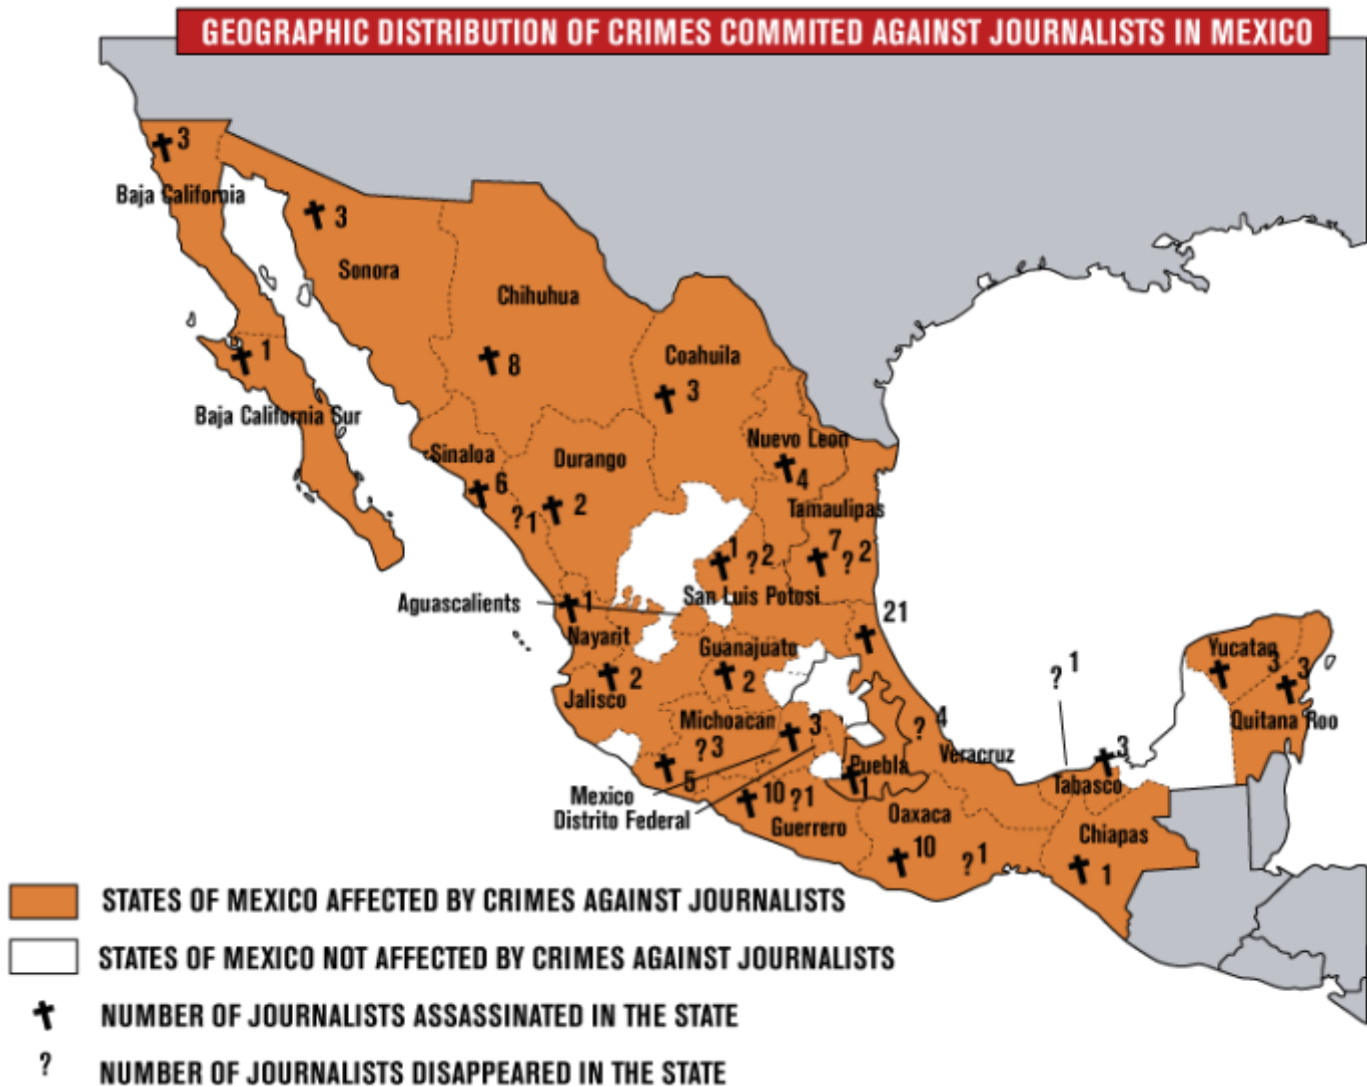 GEOGRAPHIC DISTRIBUTION OF CRIMES COMMITED AGAINST JOURNALISTS IN MEXICO
3
Baja California
3
Sonora
Chihuhua
8
Coahuila
3
1
Baja California Sur
Nuevo Leon
4
Sinaloa
6
?1
Durango
2
Tamaulipas
7
?2
1
?2
San Luis Potosi
Aguascalients
1
Nayarit
21
Guanajuato
2
2
Jalisco
Yucatan
3
3
Quitana Roo
?1
Michoacan
?3
5
3
?4
Veracruz
Puebla
1
3
Tabasco
Mexico
Distrito Federal
10
?1
Guerrero
Oaxaca
10
?1
Chiapas
1
STATES OF MEXICO AFFECTED BY CRIMES AGAINST JOURNALISTS
STATES OF MEXICO NOT AFFECTED BY CRIMES AGAINST JOURNALISTS
NUMBER OF JOURNALISTS ASSASSINATED IN THE STATE
? NUMBER OF JOURNALISTS DISAPPEARED IN THE STATE